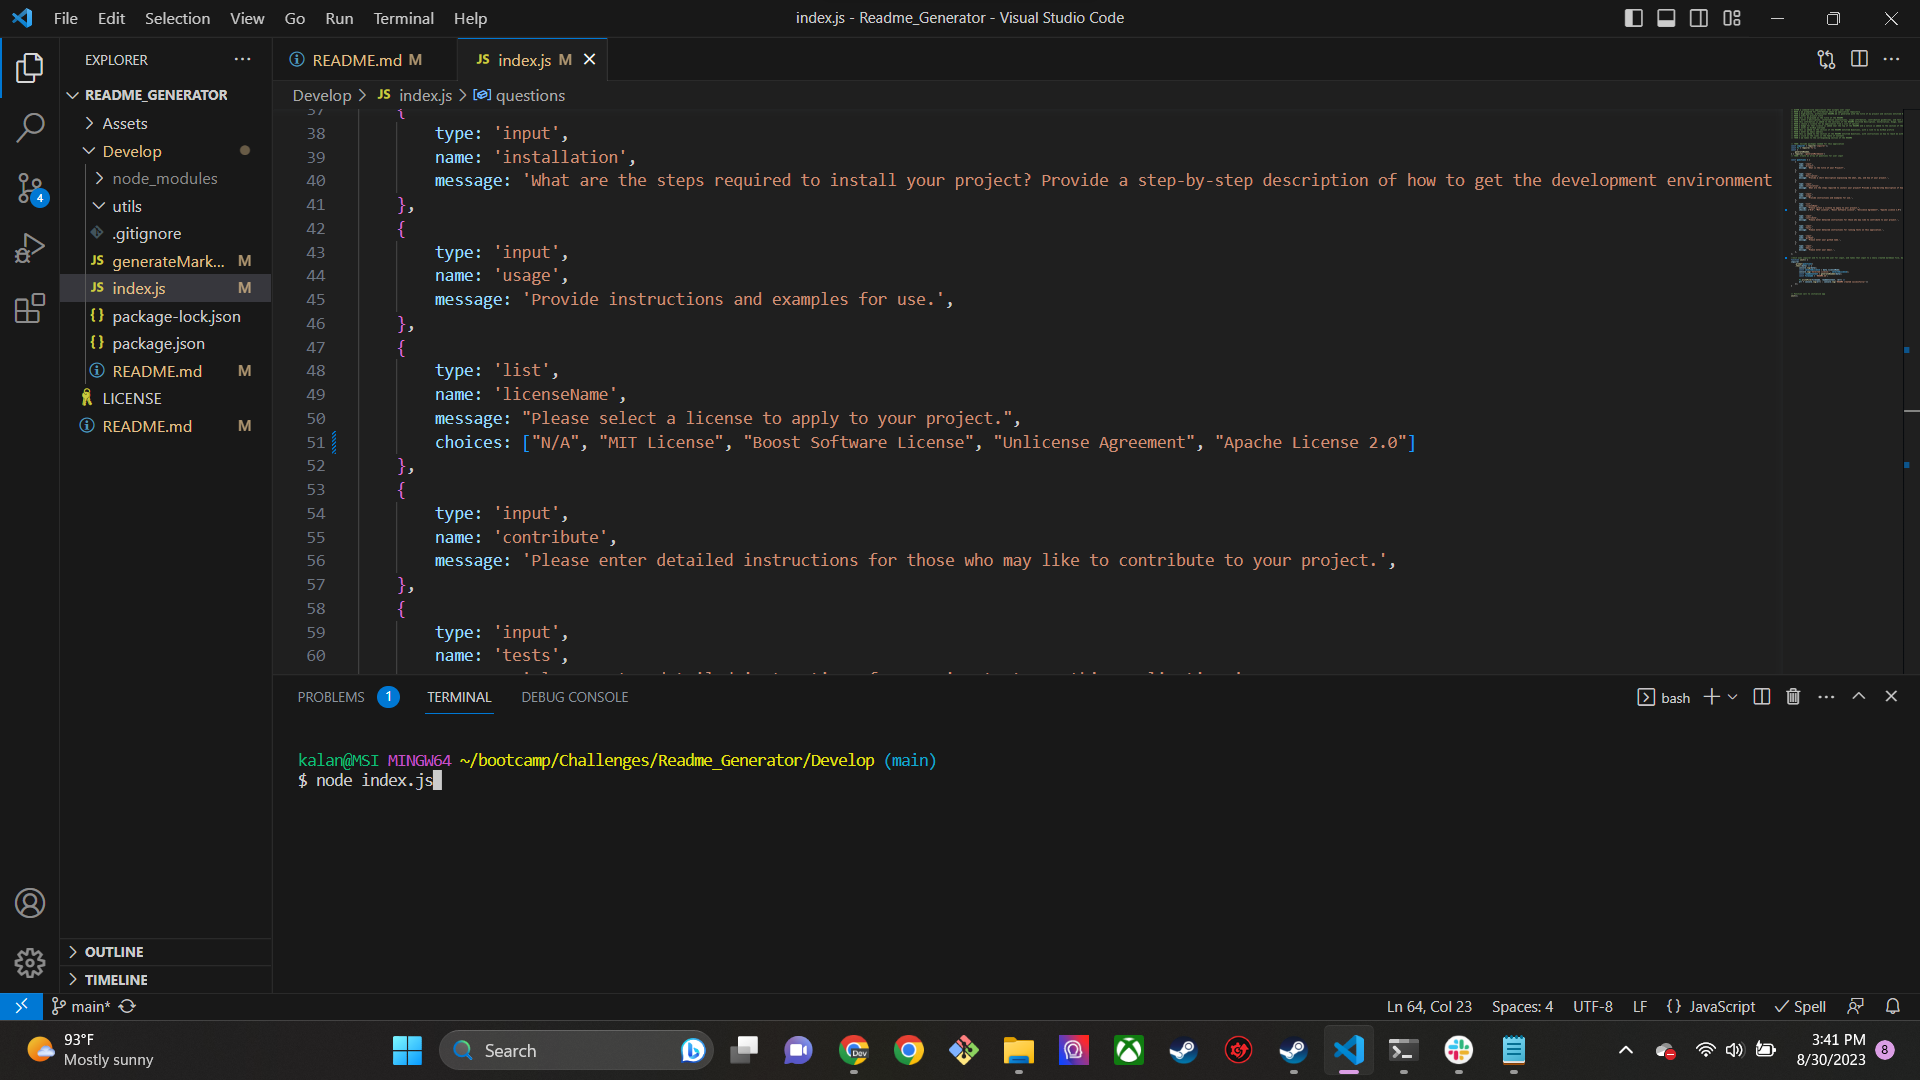 File Edit Selection View Go Run Terminal Help
index.js - Readme_Generator - Visual Studio Code
EXPLORER
README_GENERATOR
Assets
Develop
node_modules
utils
.gitignore
JS generateMark... M
JS index.js M
{} package-lock.json
{} package.json
README.md M
LICENSE
README.md M
OUTLINE
TIMELINE
4
README.md M
JS index.js M
Develop > JS index.js > questions
37 {
38 type: 'input',
39 name: 'installation',
40 message: 'What are the steps required to install your project? Provide a step-by-step description of how to get the development environment
41 },
42 {
43 type: 'input',
44 name: 'usage',
45 message: 'Provide instructions and examples for use.',
46 },
47 {
48 type: 'list',
49 name: 'licenseName',
50 message: "Please select a license to apply to your project.",
51 choices: ["N/A", "MIT License", "Boost Software License", "Unlicense Agreement", "Apache License 2.0"]
52 },
53 {
54 type: 'input',
55 name: 'contribute',
56 message: 'Please enter detailed instructions for those who may like to contribute to your project.',
57 },
58 {
59 type: 'input',
60 name: 'tests',
PROBLEMS 1 TERMINAL DEBUG CONSOLE
bash
kalan@MSI MINGW64 ~/bootcamp/Challenges/Readme_Generator/Develop (main)
$ node index.js
main*
Ln 64, Col 23 Spaces: 4 UTF-8 LF {} JavaScript Spell
93°F
Mostly sunny
Search
Dev
3:41 PM
8/30/2023
8